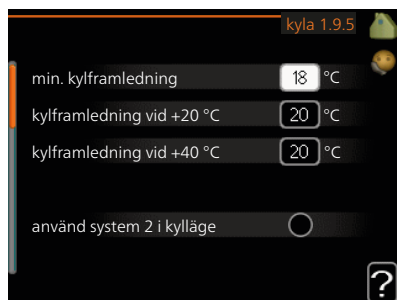 kyla 1.9.5
min. kylframledning 18 °C
kylframledning vid +20 °C 20 °C
kylframledning vid +40 °C 20 °C
använd system 2 i kylläge
?